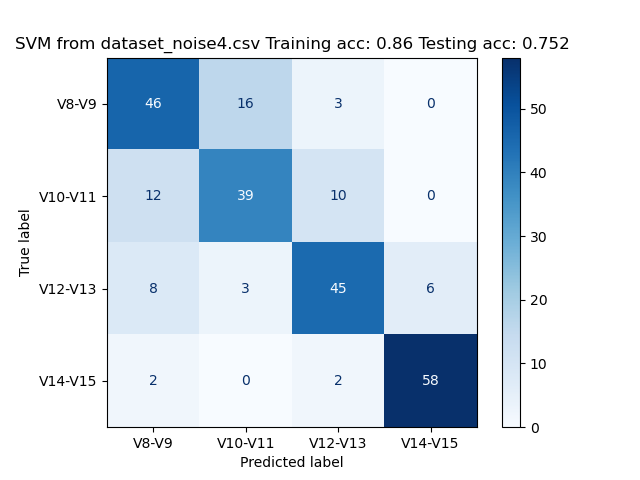 SVM from dataset_noise4.csv Training acc: 0.86 Testing acc: 0.752
V8-V9 46 16 3 0
V10-V11 12 39 10 0
V12-V13 8 3 45 6
V14-V15 2 0 2 58
V8-V9 V10-V11 V12-V13 V14-V15
Predicted label
True label
50
40
30
20
10
0